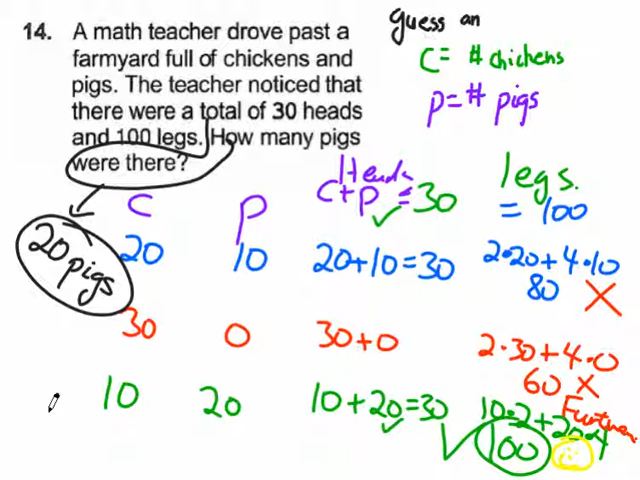 14. A math teacher drove past a
farmyard full of chickens and
pigs. The teacher noticed that
there were a total of 30 heads
and 100 legs. How many pigs
were there?
guess an
c = # chickens
p = # pigs
Heads
legs.
C p c+p = 30 = 100
20 pigs
20 10 20+10=30 2·20+4·10
80 X
30 0 30+0 2·30+4·0
60 X
Further
10 20 10+20=30 10·2+20·4
100